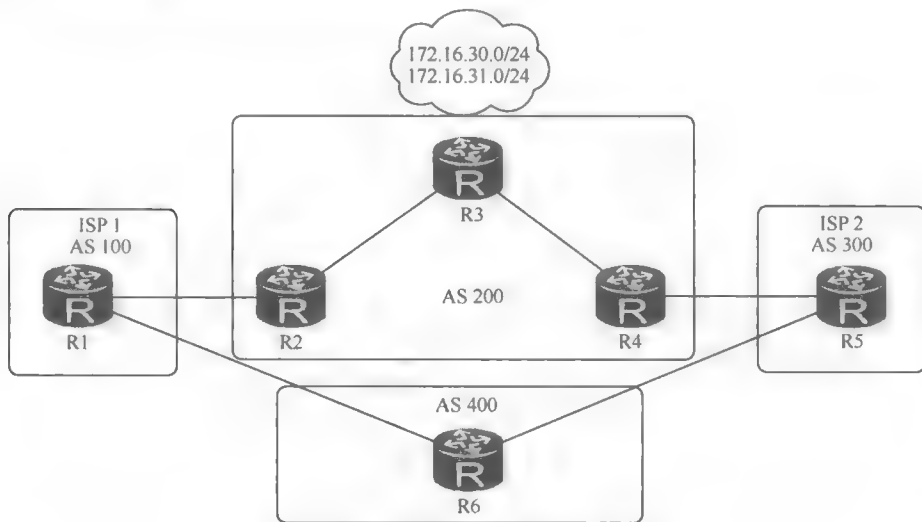 172.16.30.0/24
172.16.31.0/24
R
R3
ISP 1
AS 100
R
R1
R
R2
AS 200
R
R4
ISP 2
AS 300
R
R5
AS 400
R
R6